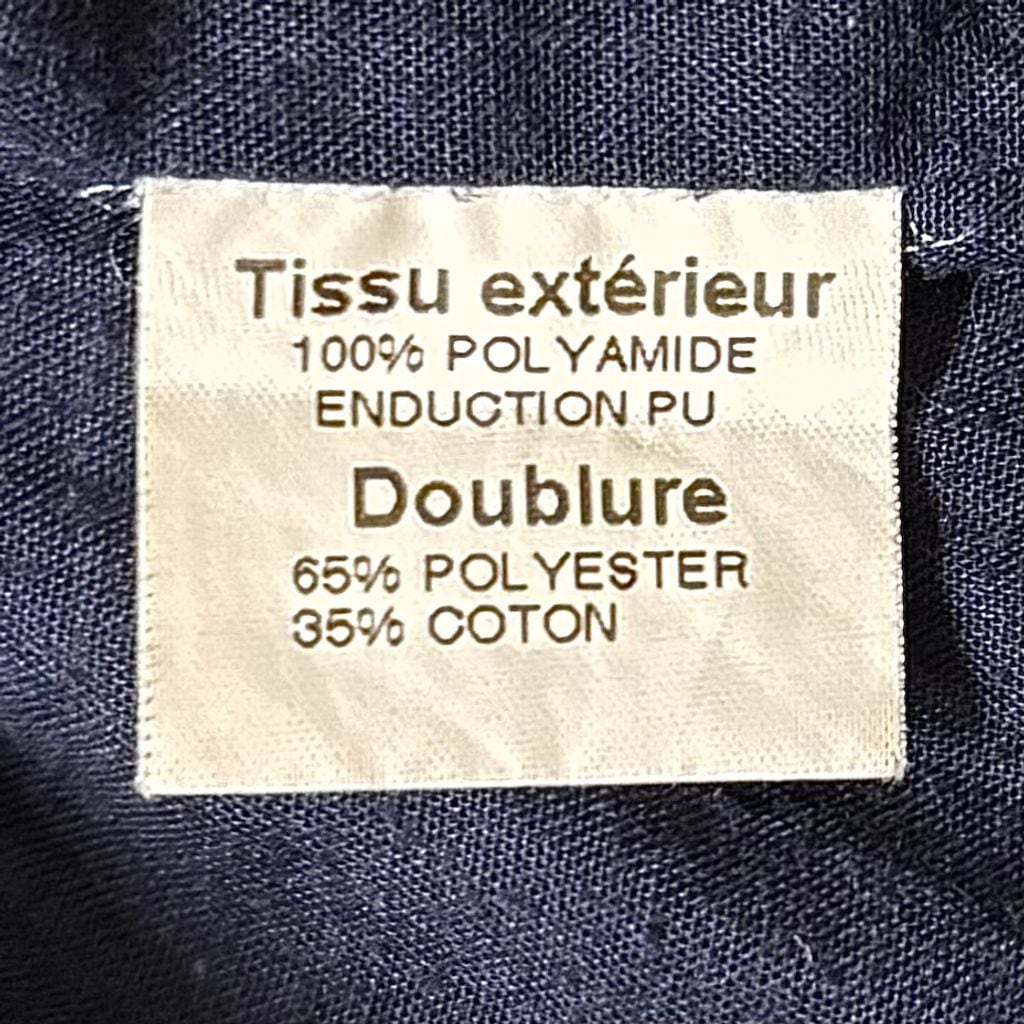 Tissu extérieur
100% POLYAMIDE
ENDUCTION PU
Doublure
65% POLYESTER
35% COTON